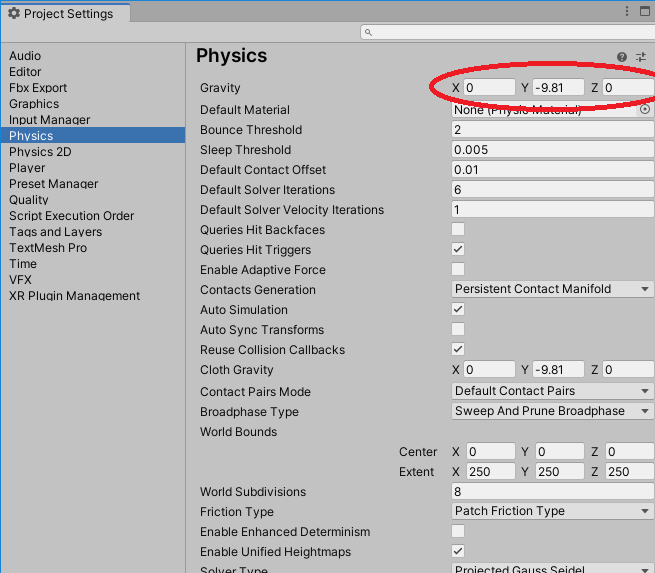 Project Settings
Audio
Editor
Fbx Export
Graphics
Input Manager
Physics
Physics 2D
Player
Preset Manager
Quality
Script Execution Order
Tags and Layers
TextMesh Pro
Time
VFX
XR Plugin Management
Physics
Gravity X 0 Y -9.81 Z 0
Default Material None (Physic Material)
Bounce Threshold 2
Sleep Threshold 0.005
Default Contact Offset 0.01
Default Solver Iterations 6
Default Solver Velocity Iterations 1
Queries Hit Backfaces
Queries Hit Triggers
Enable Adaptive Force
Contacts Generation Persistent Contact Manifold
Auto Simulation
Auto Sync Transforms
Reuse Collision Callbacks
Cloth Gravity X 0 Y -9.81 Z 0
Contact Pairs Mode Default Contact Pairs
Broadphase Type Sweep And Prune Broadphase
World Bounds
Center X 0 Y 0 Z 0
Extent X 250 Y 250 Z 250
World Subdivisions 8
Friction Type Patch Friction Type
Enable Enhanced Determinism
Enable Unified Heightmaps
Solver Type Projected Gauss Seidel